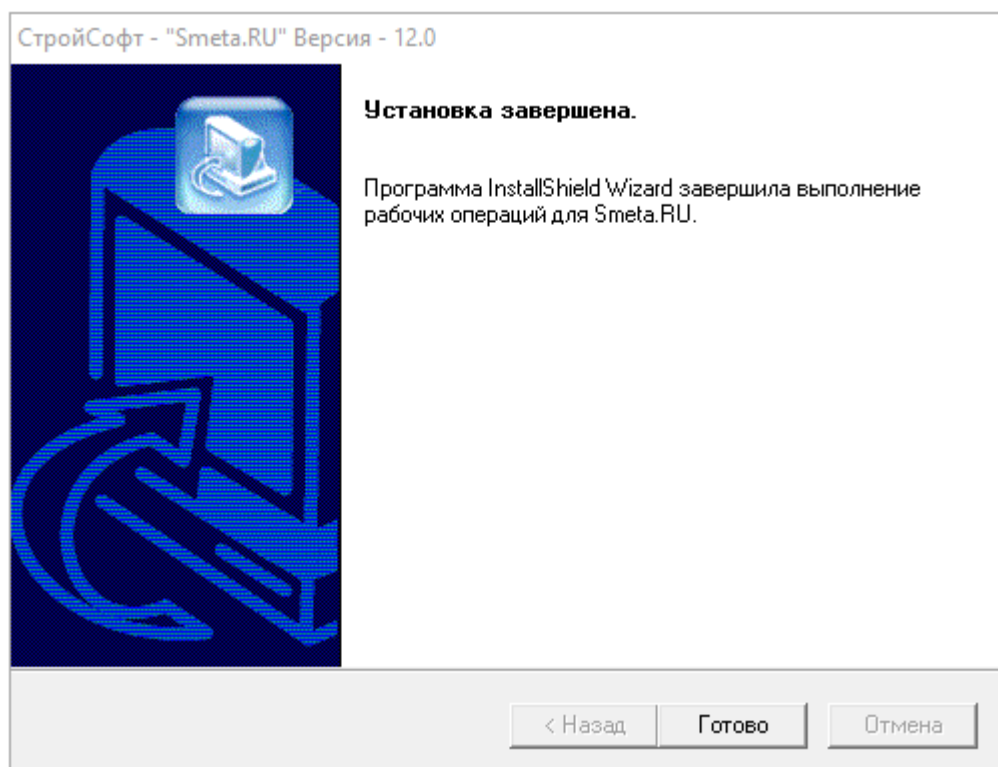 СтройСофт - "Smeta.RU" Версия - 12.0
Установка завершена.
Программа InstallShield Wizard завершила выполнение
рабочих операций для Smeta.RU.
< Назад
Готово
Отмена